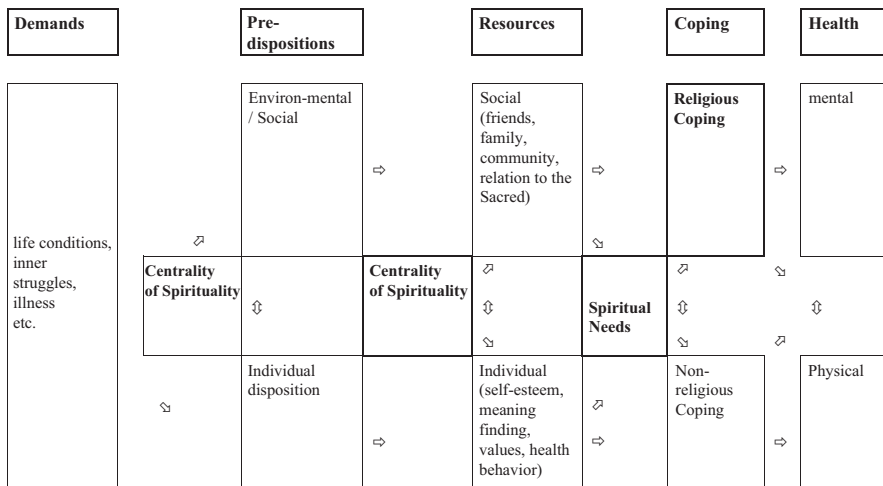 Demands
Pre-
dispositions
Resources
Coping
Health
Environ-mental
/ Social
Social
(friends,
family,
community,
relation to the
Sacred)
Religious
Coping
mental
life conditions,
inner
struggles,
illness
etc.
Centrality
of Spirituality
Centrality
of Spirituality
Spiritual
Needs
Individual
disposition
Individual
(self-esteem,
meaning
finding,
values, health
behavior)
Non-
religious
Coping
Physical